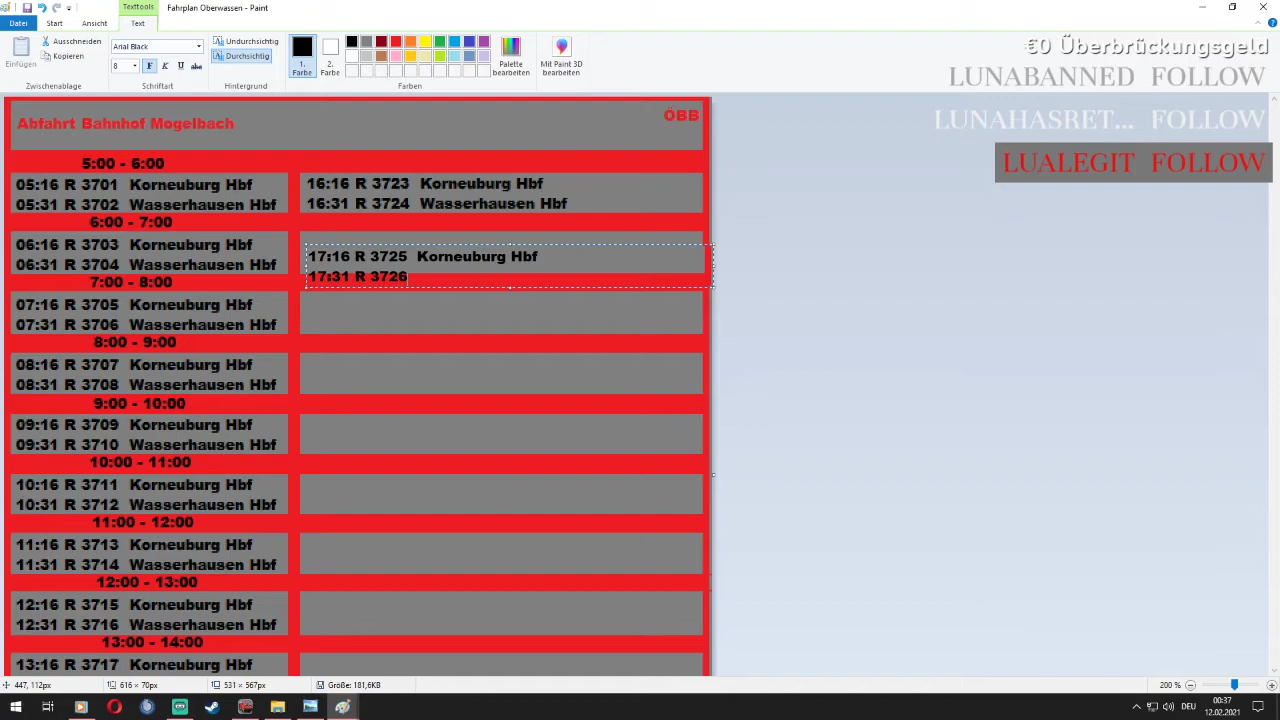 Texttools
Fahrplan Oberwassen - Paint
Datei
Start
Ansicht
Text
Einfügen
Ausschneiden
Kopieren
Zwischenablage
Arial Black
8
F K U abc
Schriftart
Undurchsichtig
Durchsichtig
Hintergrund
1.
Farbe
2.
Farbe
Palette
bearbeiten
Farben
Mit Paint 3D
bearbeiten
€0 Überbrückungsgeld
LUNABANNED FOLLOW
LUNAHASRET... FOLLOW
LUALEGIT FOLLOW
Abfahrt Bahnhof Mogelbach
ÖBB
5:00 - 6:00
05:16 R 3701 Korneuburg Hbf
05:31 R 3702 Wasserhausen Hbf
6:00 - 7:00
06:16 R 3703 Korneuburg Hbf
06:31 R 3704 Wasserhausen Hbf
7:00 - 8:00
07:16 R 3705 Korneuburg Hbf
07:31 R 3706 Wasserhausen Hbf
8:00 - 9:00
08:16 R 3707 Korneuburg Hbf
08:31 R 3708 Wasserhausen Hbf
9:00 - 10:00
09:16 R 3709 Korneuburg Hbf
09:31 R 3710 Wasserhausen Hbf
10:00 - 11:00
10:16 R 3711 Korneuburg Hbf
10:31 R 3712 Wasserhausen Hbf
11:00 - 12:00
11:16 R 3713 Korneuburg Hbf
11:31 R 3714 Wasserhausen Hbf
12:00 - 13:00
12:16 R 3715 Korneuburg Hbf
12:31 R 3716 Wasserhausen Hbf
13:00 - 14:00
13:16 R 3717 Korneuburg Hbf
16:16 R 3723 Korneuburg Hbf
16:31 R 3724 Wasserhausen Hbf
17:16 R 3725 Korneuburg Hbf
17:31 R 3726
447, 112px
616 × 70px
531 × 567px
Größe: 181,6KB
200 %
DEU
00:37
12.02.2021